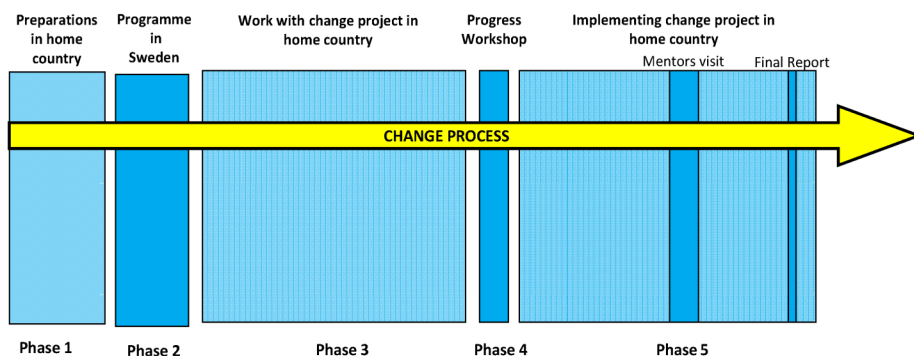 Preparations
in home
country
Programme
in
Sweden
Work with change project in
home country
Progress
Workshop
Implementing change project in
home country
Mentors visit
Final Report
CHANGE PROCESS
Phase 1
Phase 2
Phase 3
Phase 4
Phase 5